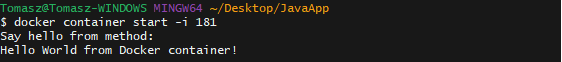 Tomasz@Tomasz-WINDOWS MINGW64 ~/Desktop/JavaApp
$ docker container start -i 181
Say hello from method:
Hello World from Docker container!